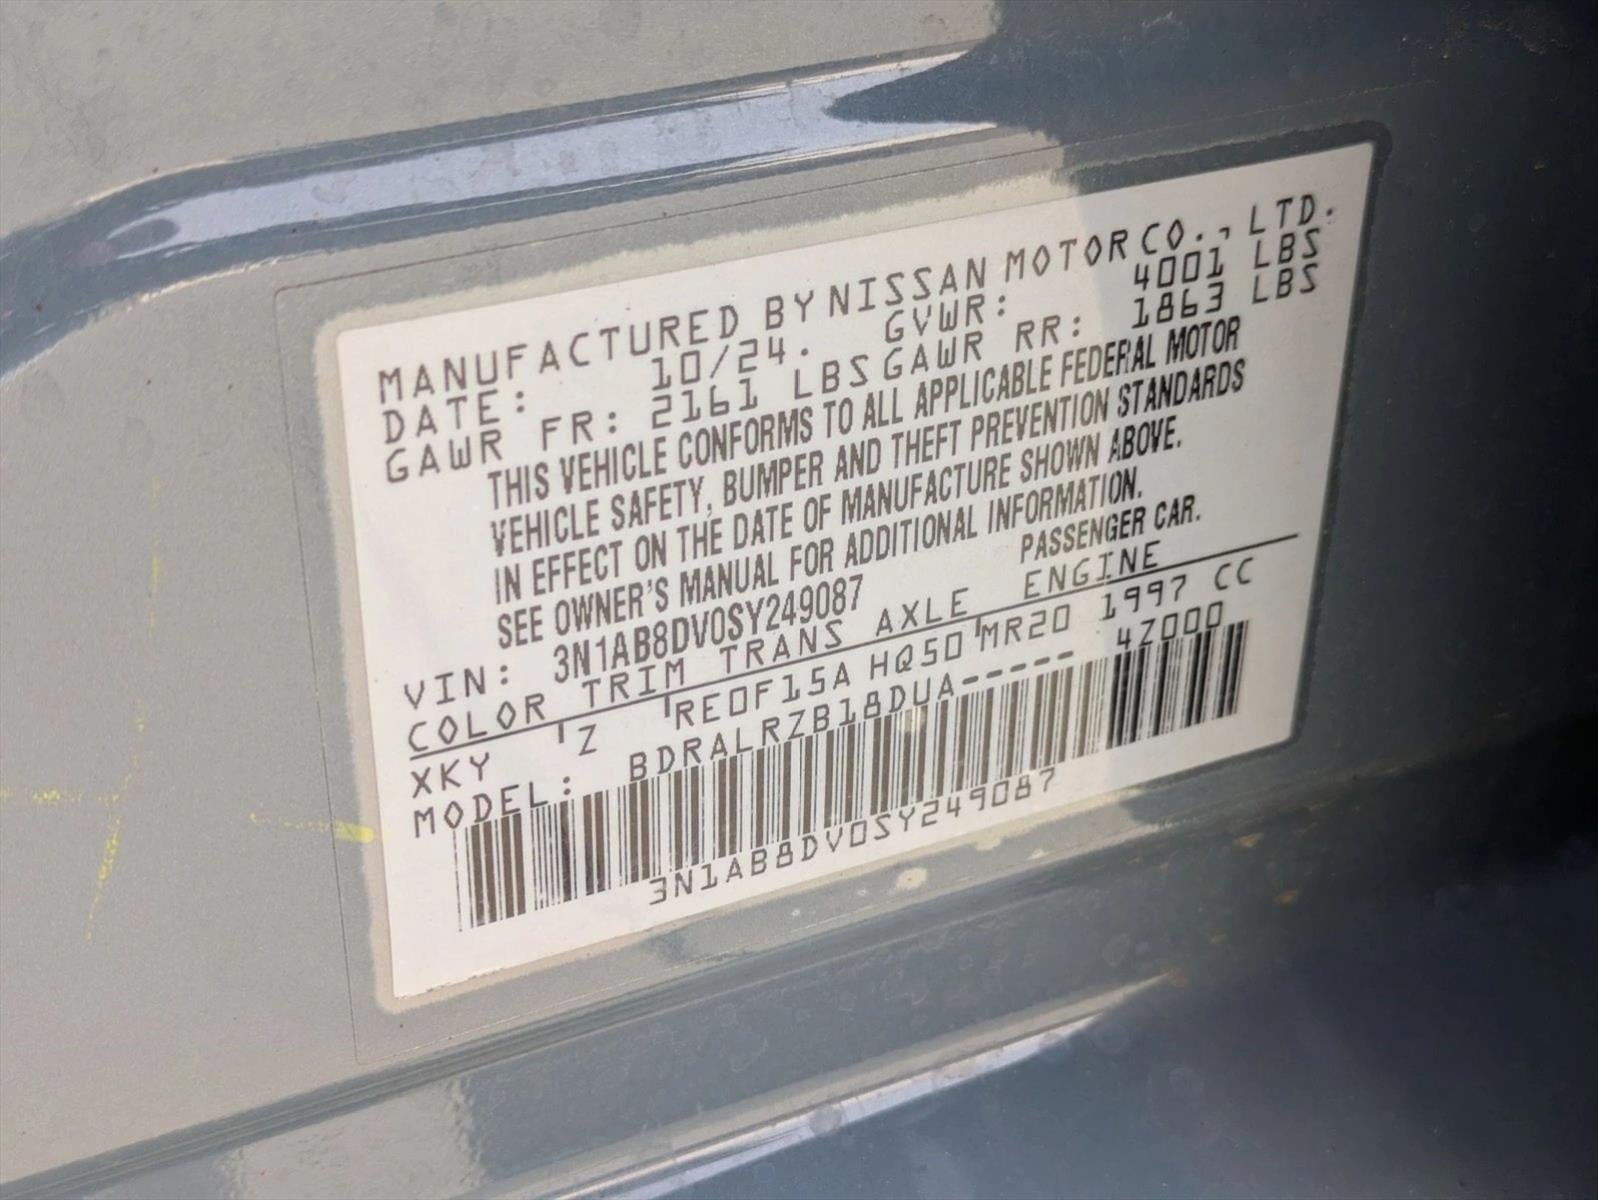 MANUFACTURED BY NISSAN MOTOR CO., LTD.
DATE: 10/24. GVWR: 4001 LBS
GAWR FR: 2161 LBS GAWR RR: 1863 LBS
THIS VEHICLE CONFORMS TO ALL APPLICABLE FEDERAL MOTOR
VEHICLE SAFETY, BUMPER AND THEFT PREVENTION STANDARDS
IN EFFECT ON THE DATE OF MANUFACTURE SHOWN ABOVE.
SEE OWNER'S MANUAL FOR ADDITIONAL INFORMATION.
VIN: 3N1AB8DV0SY249087 PASSENGER CAR.
COLOR TRIM TRANS AXLE ENGINE
XKY Z RE0F15A HQ50 MR20 1997 CC
MODEL: BDRALRZB18DUA----- 4Z000
3N1AB8DV0SY249087